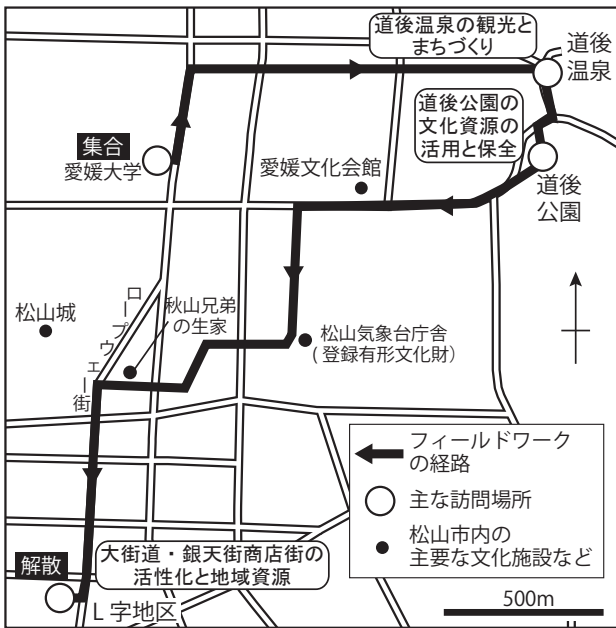 道後温泉の観光と
まちづくり
道後
温泉
道後公園の
文化資源の
活用と保全
集合
愛媛大学
愛媛文化会館
道後
公園
松山城
ロープウェー街
秋山兄弟
の生家
松山気象台庁舎
(登録有形文化財)
フィールドワーク
の経路
主な訪問場所
松山市内の
主要な文化施設など
解散
大街道・銀天街商店街の
活性化と地域資源
L字地区
500m